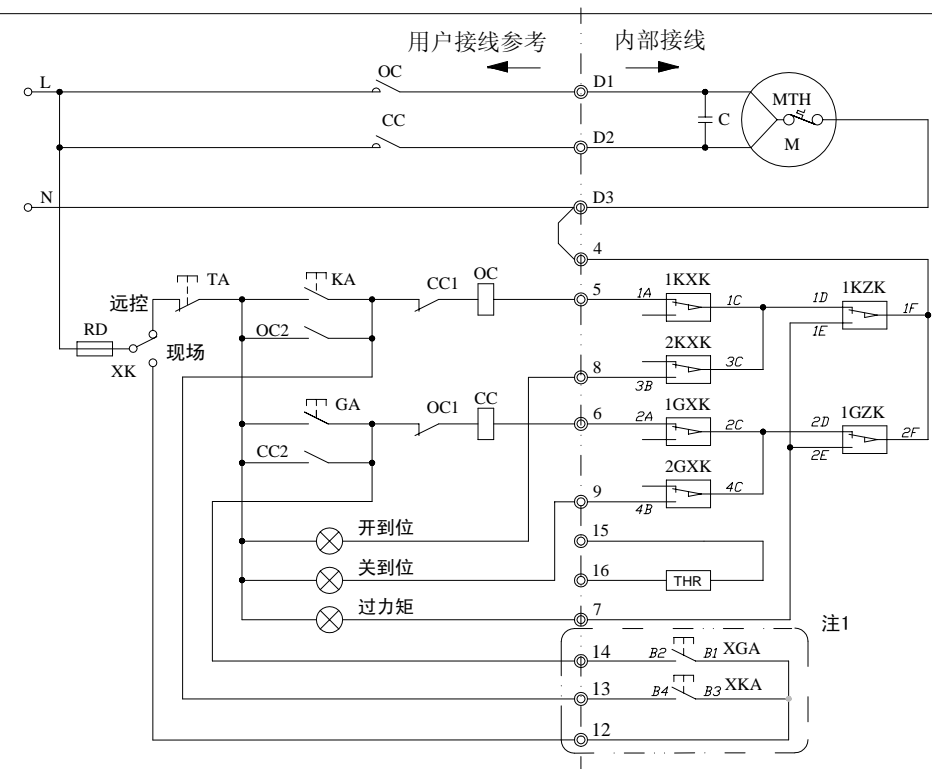 用户接线参考 内部接线
L OC D1
MTH
CC C
D2 M
N D3
4
TA KA CC1 OC 5 1A 1KXK 1C 1D 1KZK 1F
远控
RD OC2 1E
现场 2KXK
XK 8 3B 3C
GA OC1 CC 6 2A 1GXK 2C 2D 1GZK 2F
CC2 2E
2GXK
9 4B 4C
开到位 15
关到位 16 THR
过力矩 7
注1
14 B2 B1 XGA
13 B4 B3 XKA
12